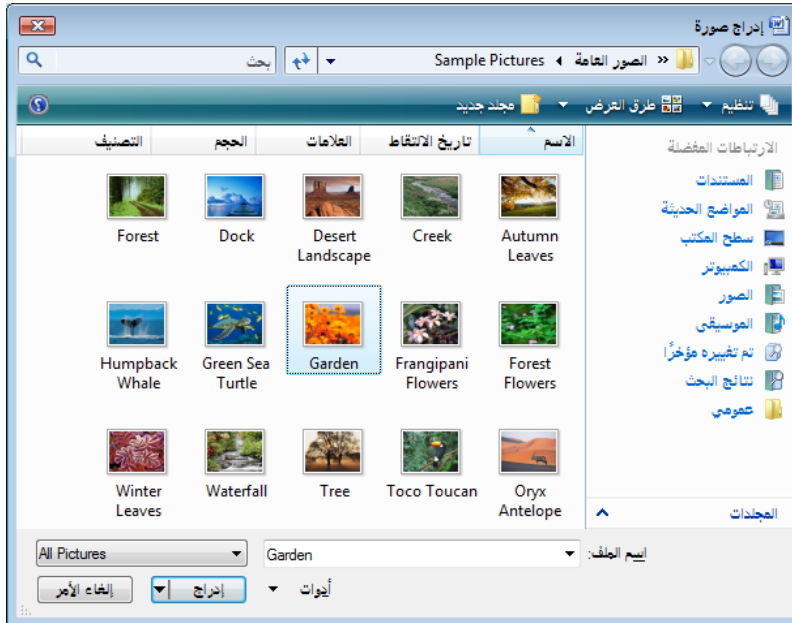 إدراج صورة
« الصور العامة ◂ Sample Pictures
بحث
تنظيم
طرق العرض
مجلد جديد
الارتباطات المفضلة
المستندات
المواضع الحديثة
سطح المكتب
الكمبيوتر
الصور
الموسيقى
تم تغييره مؤخرًا
نتائج البحث
عمومي
المجلدات
الاسم تاريخ الالتقاط العلامات الحجم التصنيف
Autumn Leaves
Creek
Desert Landscape
Dock
Forest
Forest Flowers
Frangipani Flowers
Garden
Green Sea Turtle
Humpback Whale
Oryx Antelope
Toco Toucan
Tree
Waterfall
Winter Leaves
اسم الملف:
Garden
All Pictures
أدوات
إدراج
إلغاء الأمر